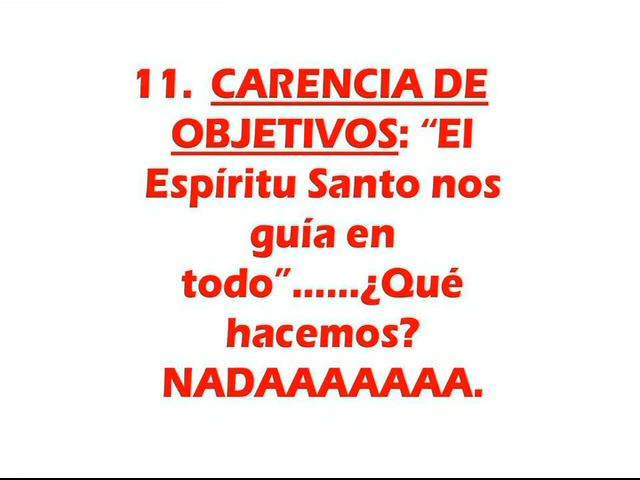 11. CARENCIA DE
OBJETIVOS: “El
Espíritu Santo nos
guía en
todo”......¿Qué
hacemos?
NADAAAAAAA.